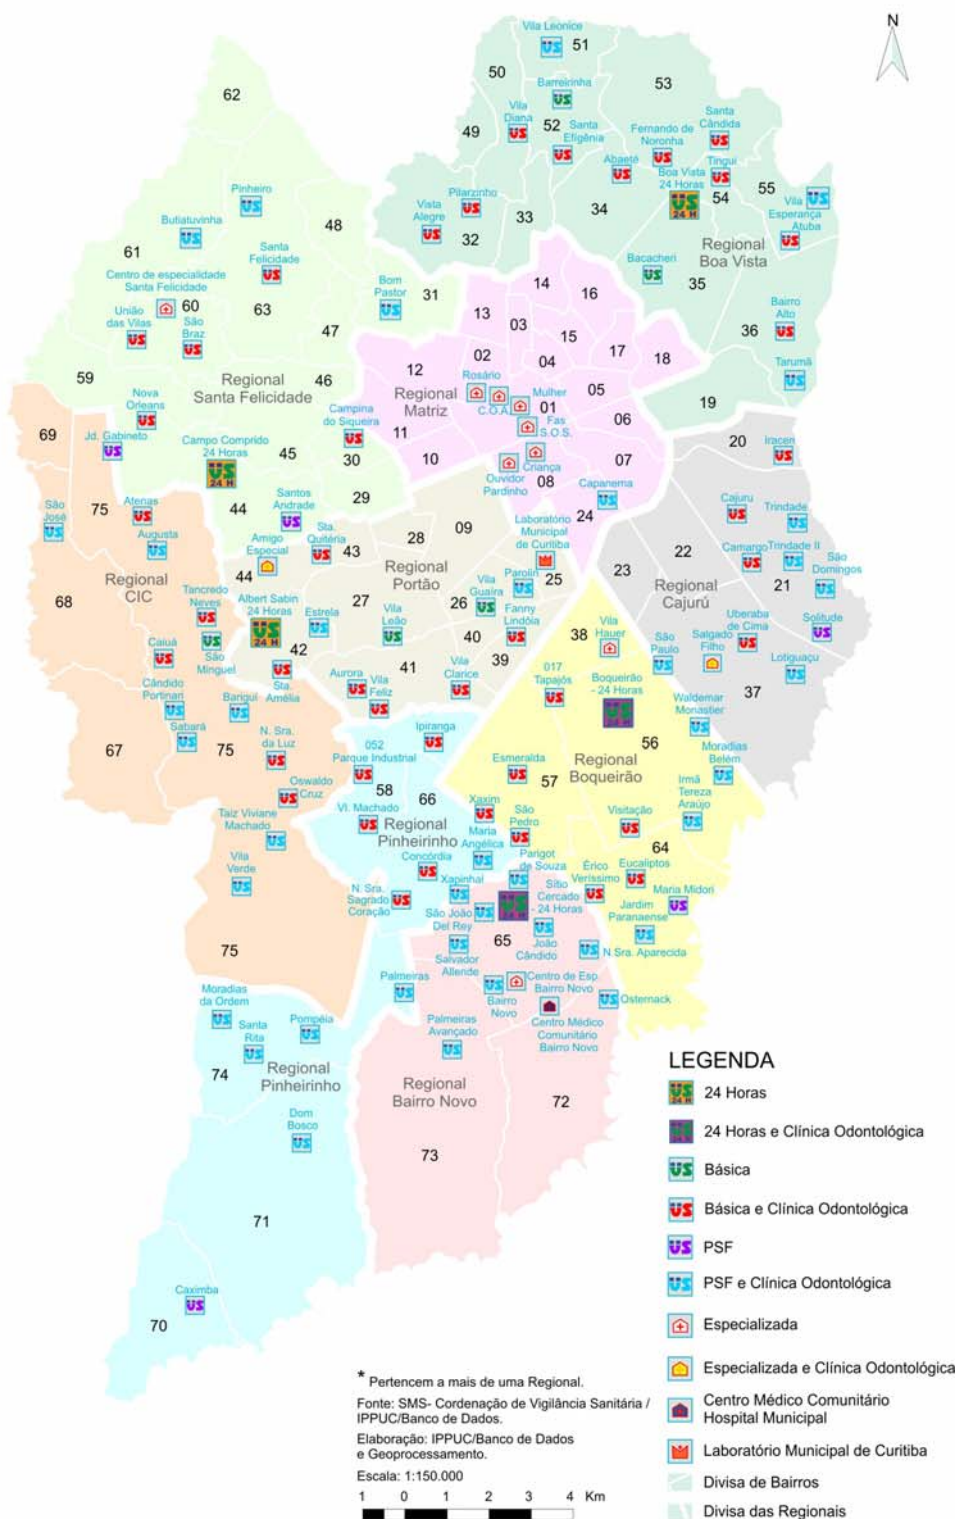 N
Vila Leonice
51
50
Barreirinha
53
62
Vila
Diana
52
49
Santa
Efigênia
Fernando de
Noronha
Santa
Cândida
Abaeté
Tingui
Boa Vista
24 Horas
54
55
Vila
Esperança
Atuba
Pinheiro
Pilarzinho
33
34
48
Vista
Alegre
32
Butiatuvinha
61
Santa
Felicidade
Regional
Boa Vista
Centro de especialidade
Santa Felicidade
Bom
Pastor
31
Bacacheri
35
14
16
60
63
União
das Vilas
São
Braz
47
13
03
15
36
Bairro
Alto
02
04
17
18
12
Tarumã
59
Regional
Santa Felicidade
46
Regional
Matriz
Rosário
C.O.A.
Mulher
01
05
19
Nova
Orleans
Campina
do Siqueira
11
Fas
S.O.S.
06
69
Jd. Gabineto
Campo Comprido
24 Horas
45
30
10
Criança
07
20
Iracen
Ouvidor
Pardinho
08
Capanema
São
José
75
Atenas
44
Santos
Andrade
29
24
Cajuru
Trindade
Augusta
Amigo
Especial
Sta.
Quitéria
43
28
09
Laboratório
Municipal
de Curitiba
22
Camargo
Trindade II
São
Domingos
Regional
CIC
44
Regional
Portão
Parolin
25
23
Regional
Cajurú
21
68
Tancredo
Neves
Albert Sabin
24 Horas
Estrela
27
Vila
Leão
26
Vila
Guaíra
Fanny
Lindóia
38
Vila
Hauer
Uberaba
de Cima
Solitude
Caiuá
São
Minguel
42
40
39
São
Paulo
Salgado
Filho
Lotiguaçu
Sta.
Amélia
41
Aurora
Vila
Feliz
Vila
Clarice
017
Tapajós
Boqueirão
- 24 Horas
37
Cândido
Portinari
Barigui
Waldemar
Monastier
67
Sabará
75
N. Sra.
da Luz
Ipiranga
052
Parque Industrial
56
Moradias
Belém
Oswaldo
Cruz
58
66
Esmeralda
57
Regional
Boqueirão
Irmã
Tereza
Araújo
Taiz Viviane
Machado
Vl. Machado
Regional
Pinheirinho
Xaxim
São
Pedro
Visitação
Maria
Angélica
64
Vila
Verde
Concórdia
Parigot
de Souza
Érico
Veríssimo
Eucaliptos
N. Sra.
Sagrado
Coração
Xapinhal
Sítio
Cercado
- 24 Horas
Maria Midori
São João
Del Rey
Jardim
Paranaense
75
65
João
Cândido
Salvador
Allende
N.Sra. Aparecida
Palmeiras
Centro de Esp.
Bairro Novo
Bairro
Novo
Osternack
Moradias
da Ordem
Palmeiras
Avançado
Centro Médico
Comunitário
Bairro Novo
Santa
Rita
Pompéia
74
Regional
Pinheirinho
Regional
Bairro Novo
72
Dom
Bosco
73
71
Caximba
70
LEGENDA
24 Horas
24 Horas e Clínica Odontológica
Básica
Básica e Clínica Odontológica
PSF
PSF e Clínica Odontológica
Especializada
Especializada e Clínica Odontológica
Centro Médico Comunitário
Hospital Municipal
Laboratório Municipal de Curitiba
Divisa de Bairros
Divisa das Regionais
* Pertencem a mais de uma Regional.
Fonte: SMS- Cordenação de Vigilância Sanitária /
IPPUC/Banco de Dados.
Elaboração: IPPUC/Banco de Dados
e Geoprocessamento.
Escala: 1:150.000
1 0 1 2 3 4 Km